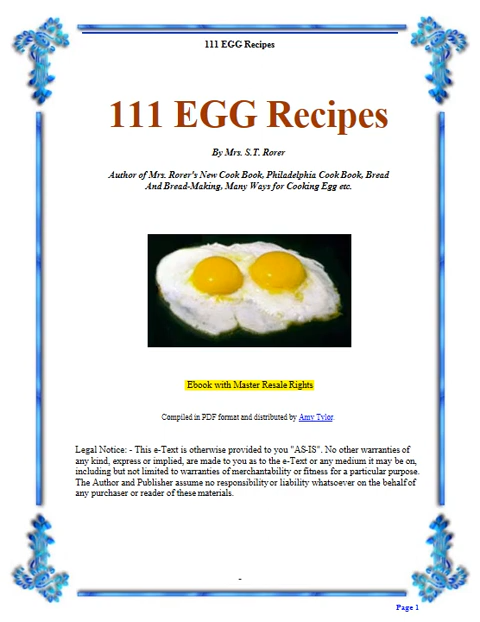 111 EGG Recipes
111 EGG Recipes
By Mrs. S.T. Rorer
Author of Mrs. Rorer's New Cook Book, Philadelphia Cook Book, Bread
And Bread-Making, Many Ways for Cooking Egg etc.
Ebook with Master Resale Rights
Compiled in PDF format and distributed by Amy Tylor.
Legal Notice: - This e-Text is otherwise provided to you "AS-IS". No other warranties of
any kind, express or implied, are made to you as to the e-Text or any medium it may be on,
including but not limited to warranties of merchantability or fitness for a particular purpose.
The Author and Publisher assume no responsibility or liability whatsoever on the behalf of
any purchaser or reader of these materials.
-
Page 1